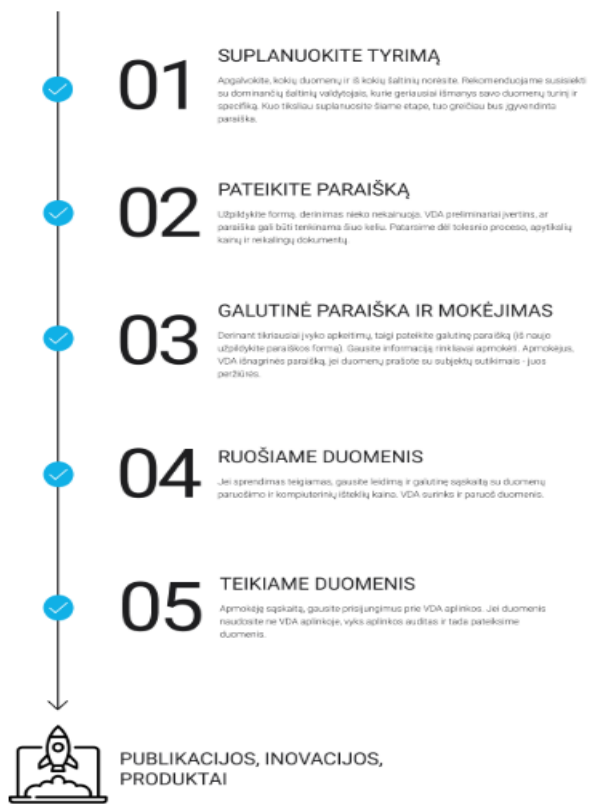 01
SUPLANUOKITE TYRIMĄ
Apgalvokite, kokių duomenų ir iš kokių šaltinių norėsite. Rekomenduojame susisiekti
su dominančių šaltinių valdytojais, kurie geriausiai išmanys savo duomenų turinį ir
specifiką. Kuo tiksliau suplanuosite šiame etape, tuo greičiau bus įgyvendinta
paraiška.
02
PATEIKITE PARAIŠKĄ
Užpildykite formą, derinimas nieko nekainuoja. VDA preliminariai įvertins, ar
paraiška gali būti tenkinama šiuo keliu. Patarsime dėl tolesnio proceso, apytikslių
kainų ir reikalingų dokumentų.
03
GALUTINĖ PARAIŠKA IR MOKĖJIMAS
Derinant tikriausiai įvyko apkeitimų, taigi pateikite galutinę paraišką (iš naujo
užpildykite paraiškos formą). Gausite informaciją rinkliavai apmokėti. Apmokėjus,
VDA išnagrinės paraišką, jei duomenų prašote su subjektų sutikimais - juos
peržiūrės.
04
RUOŠIAME DUOMENIS
Jei sprendimas teigiamas, gausite leidimą ir galutinę sąskaitą su duomenų
paruošimo ir kompiuterinių išteklių kaina. VDA surinks ir paruoš duomenis.
05
TEIKIAME DUOMENIS
Apmokėję sąskaitą, gausite prisijungimus prie VDA aplinkos. Jei duomenis
naudosite ne VDA aplinkoje, vyks aplinkos auditas ir tada pateiksime
duomenis.
PUBLIKACIJOS, INOVACIJOS,
PRODUKTAI